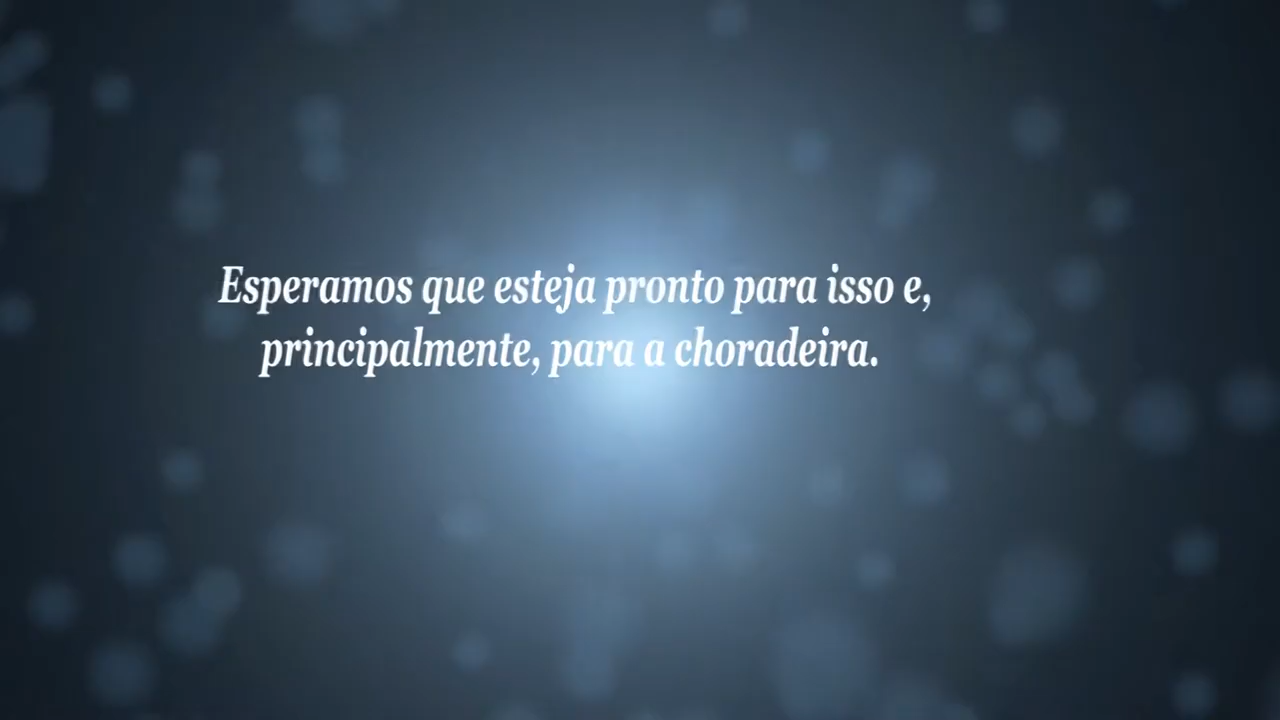 Esperamos que esteja pronto para isso e,
principalmente, para a choradeira.